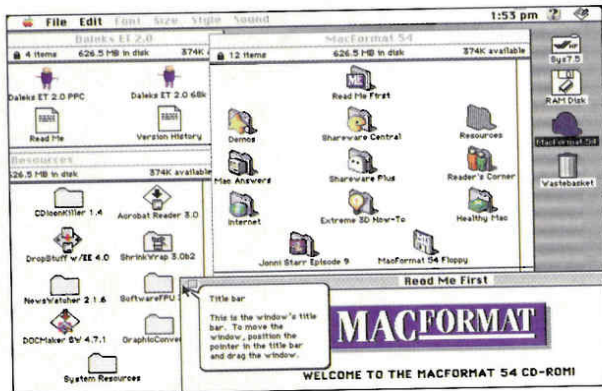 File Edit Font Size Style Sound 1:53 pm
Daleks ET 2.0
4 items 626.5 MB in disk 374K a
Daleks ET 2.0 PPC
Daleks ET 2.0 68k
Read Me
Version History
MacFormat 54
12 items 626.5 MB in disk 374K available
Read Me First
Demos
Shareware Central
Resources
Mac Answers
Shareware Plus
Reader's Corner
Internet
Extreme 3D How-To
Healthy Mac
Jonni Starr Episode 9
MacFormat 54 Floppy
Sys7.5
RAM Disk
MacFormat 54
Wastebasket
Resources
626.5 MB in disk 374K available
CDIconKiller 1.4
Acrobat Reader 3.0
DropStuff w/EE 4.0
ShrinkWrap 3.0b2
NewsWatcher 2.1.6
SoftwareFPU
DOCMaker SW 4.7.1
GraphicConver
System Resources
Title bar
This is the window's title
bar. To move the
window, position the
pointer in the title bar
and drag the window.
Read Me First
MACFORMAT
WELCOME TO THE MACFORMAT 54 CD-ROM!